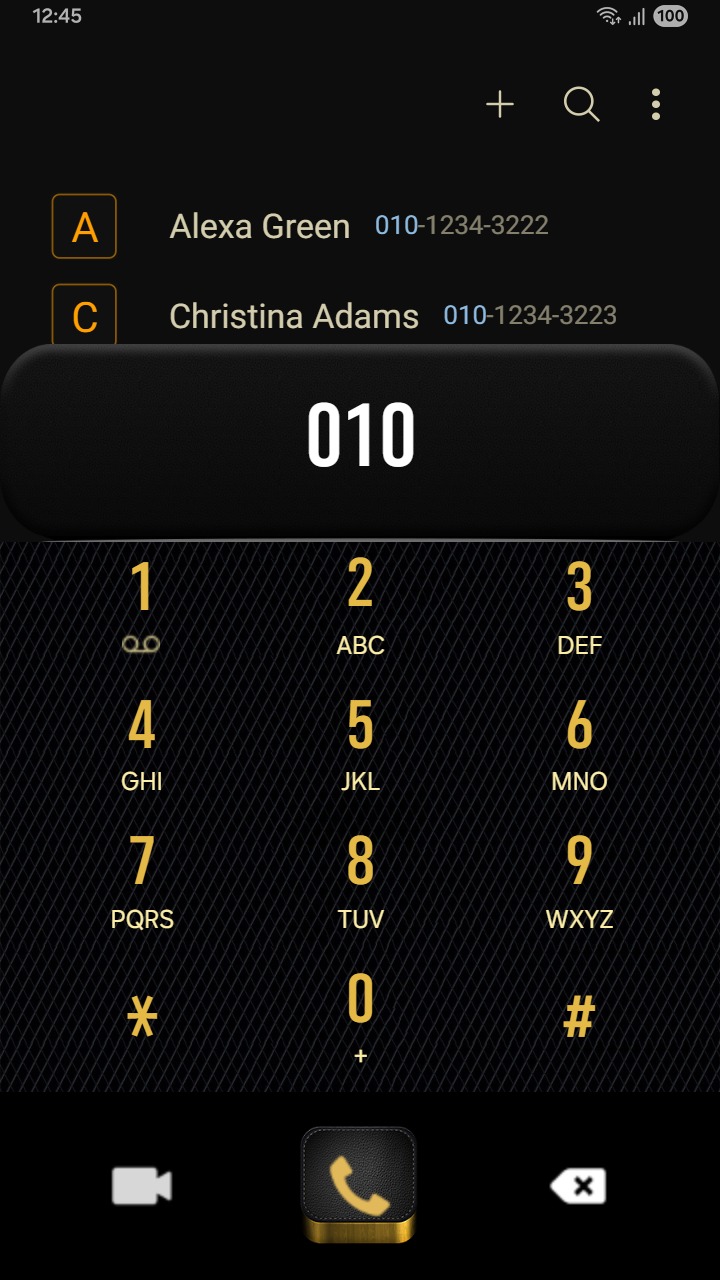 12:45 100
A Alexa Green 010-1234-3222
C Christina Adams 010-1234-3223
010
1 2 3
ABC DEF
4 5 6
GHI JKL MNO
7 8 9
PQRS TUV WXYZ
* 0 #
+